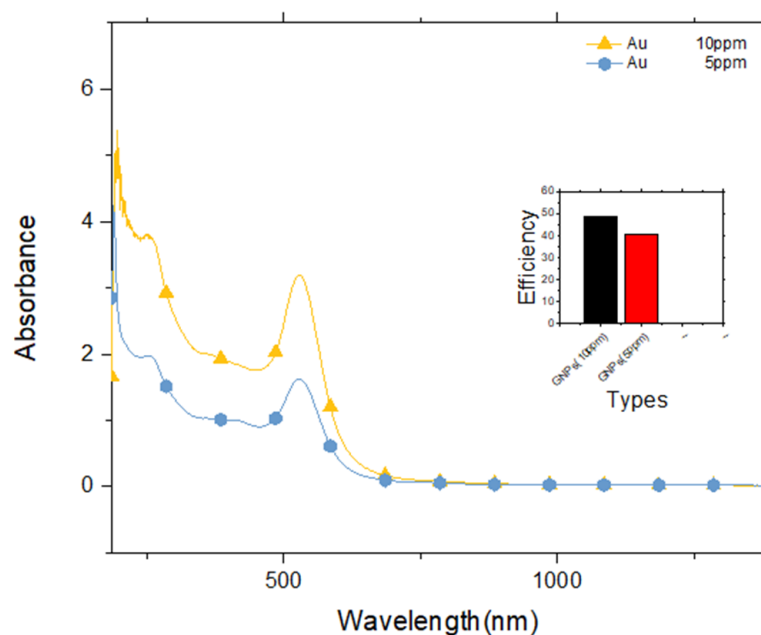 Au 10ppm
Au 5ppm
6
4
2
0
Absorbance
500
1000
Wavelength(nm)
60
50
40
30
20
10
0
Efficiency
GNPs(10ppm)
GNPs(5ppm)
--
--
Types